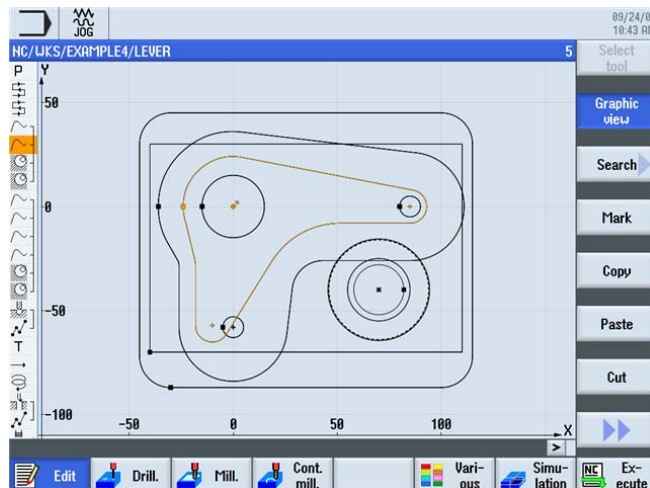 JOG
09/24/0
10:43 AM
NC/WKS/EXAMPLE4/LEVER 5
Select
tool
P
Y
50
Graphic
view
Search
0
Mark
Copy
-50
Paste
T
Cut
-100
-50 0 50 100
X
>
Edit
Drill.
Mill.
Cont.
mill.
Vari-
ous
Simu-
lation
NC
Ex-
ecute